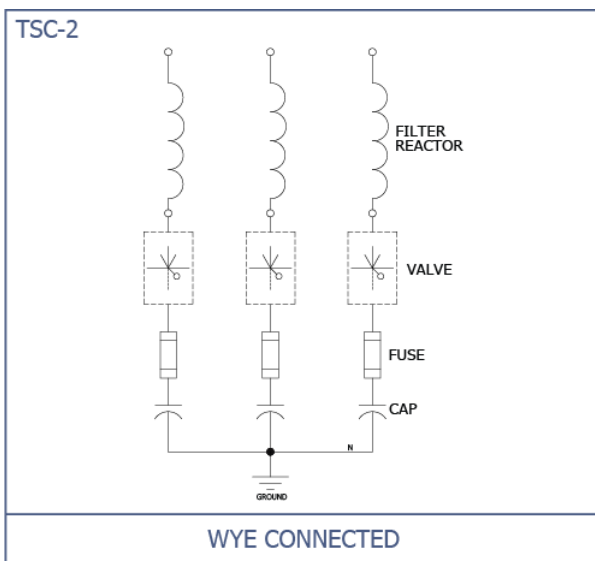 TSC-2
FILTER
REACTOR
VALVE
FUSE
CAP
N
GROUND
WYE CONNECTED